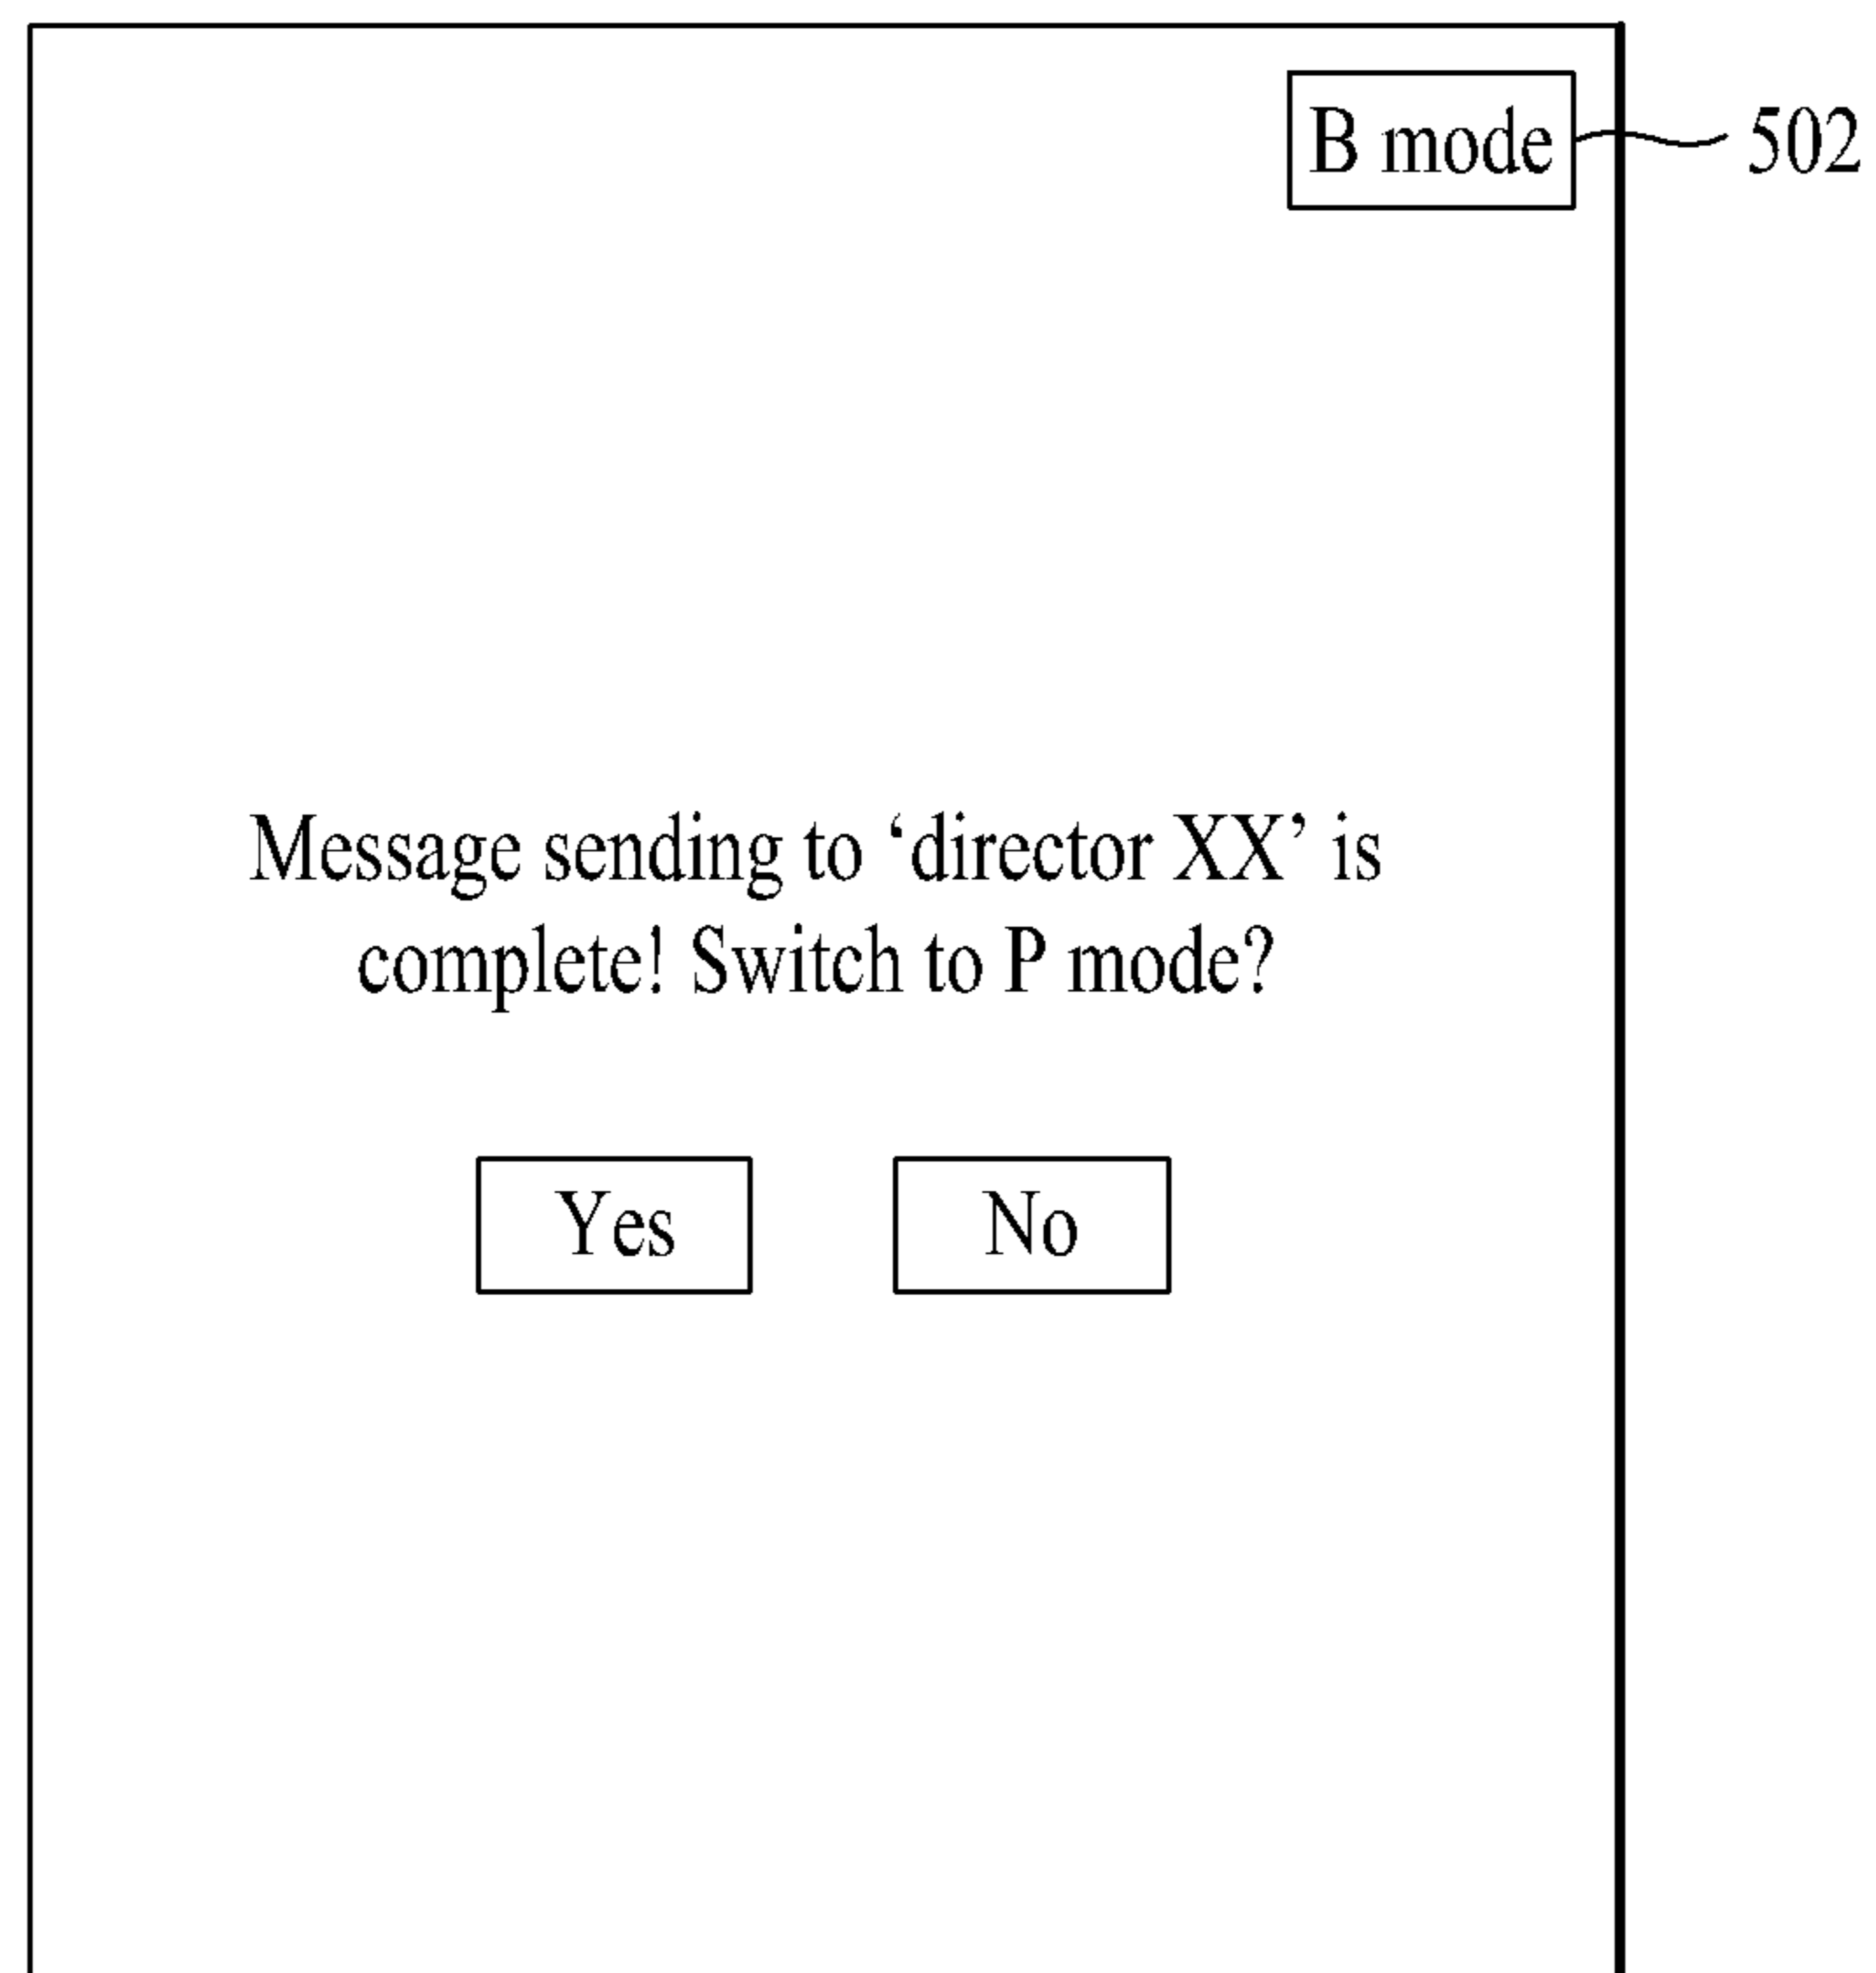 B mode
502
Message sending to ‘director XX’ is
complete! Switch to P mode?
Yes
No